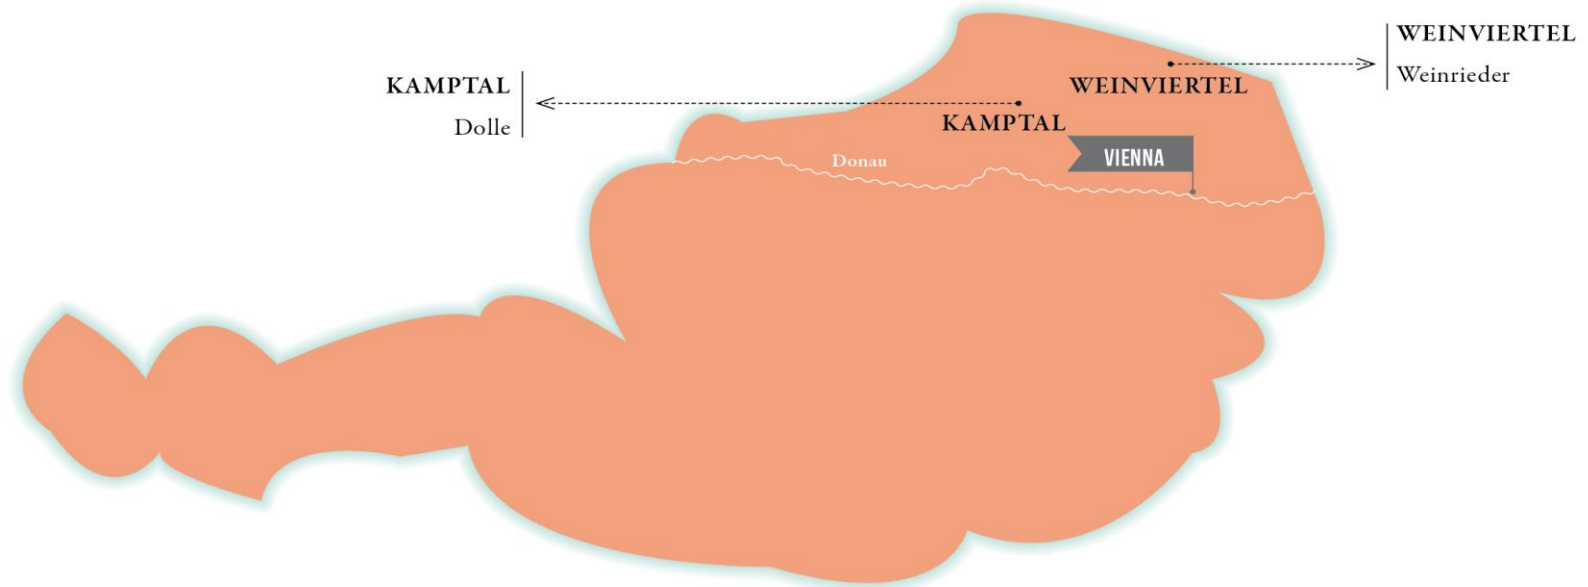 WEINVIERTEL
Weinrieder
KAMPTAL
Dolle
WEINVIERTEL
KAMPTAL
VIENNA
Donau